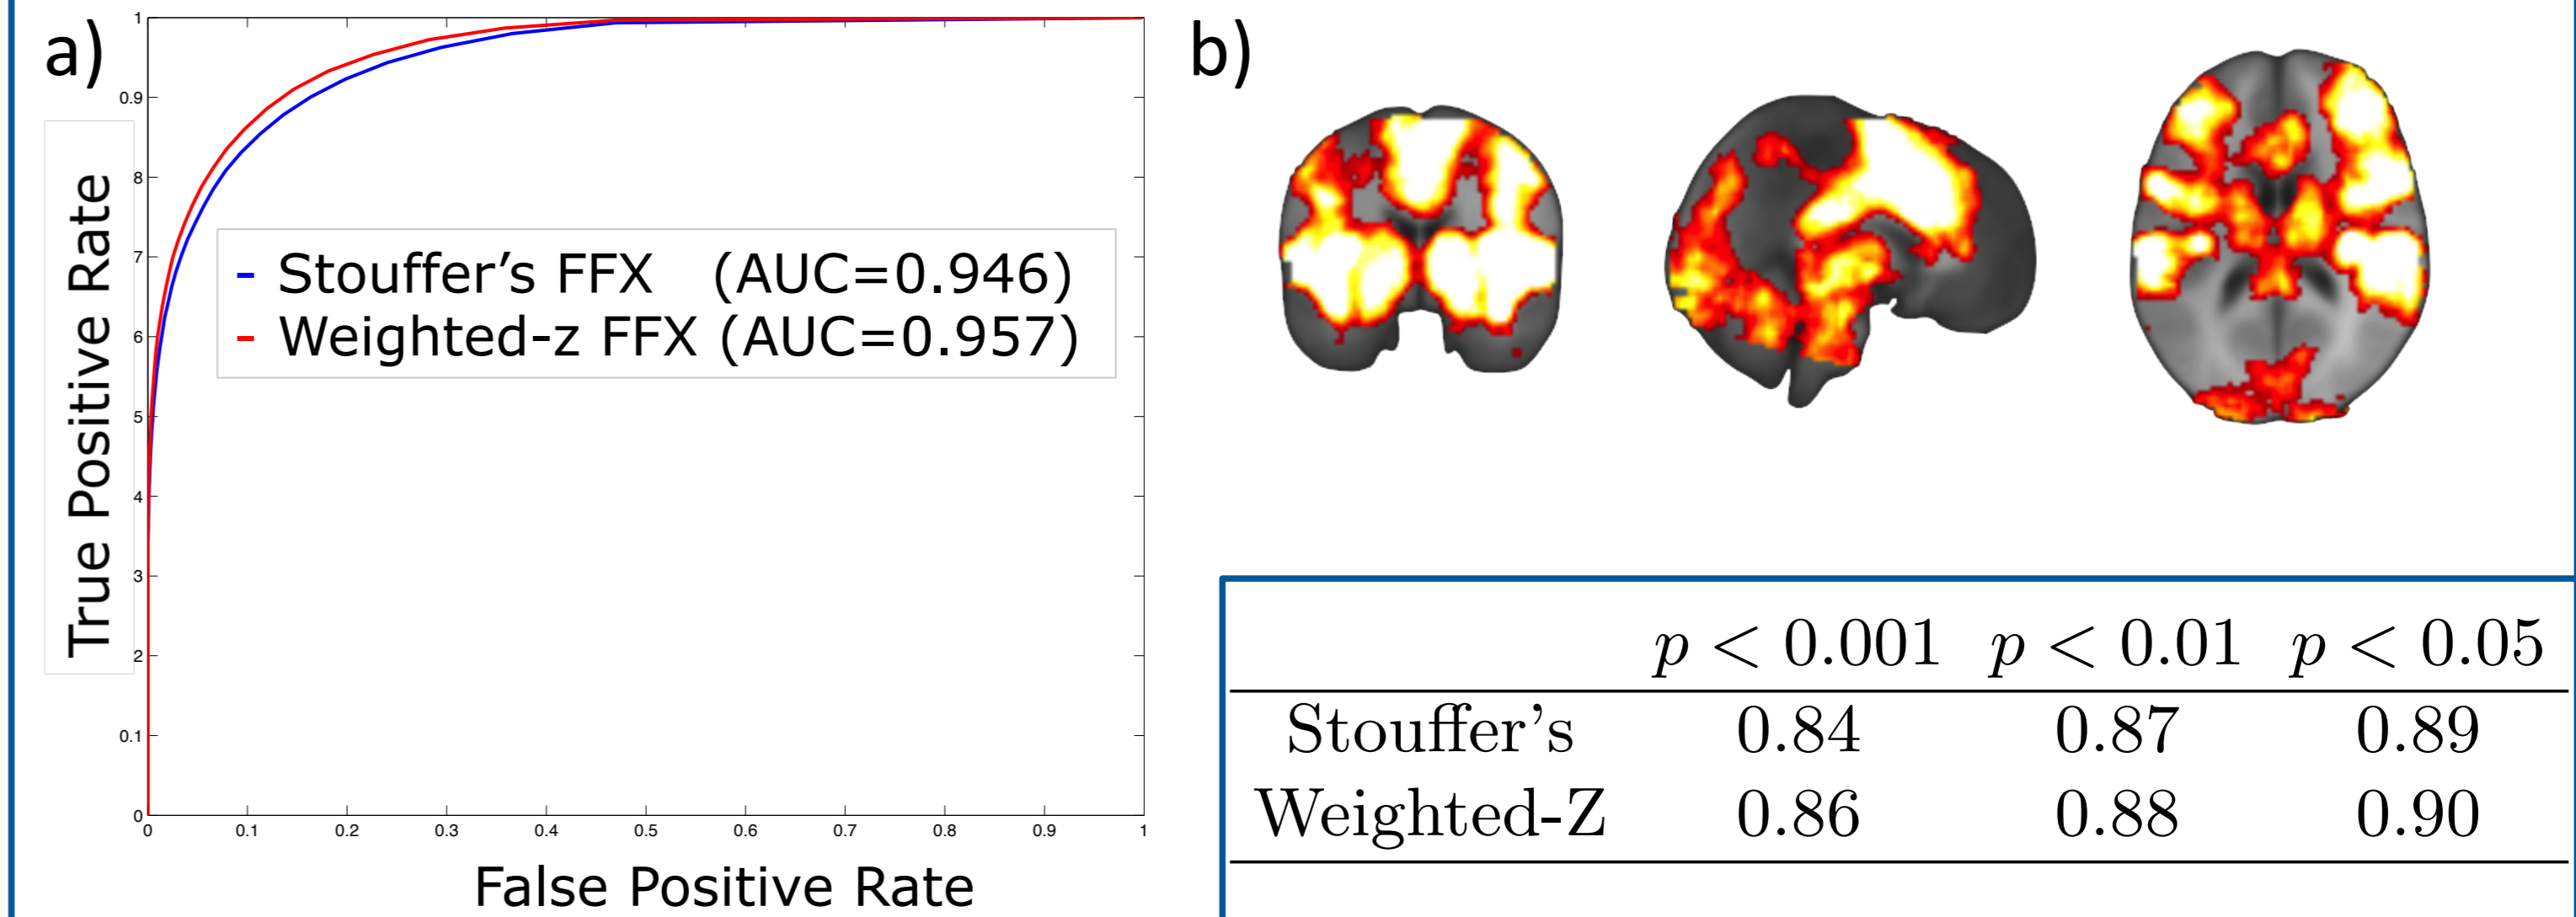 a)
True Positive Rate
1
0.9
8
7
6
5
4
3
2
0.1
0
0 0.1 0.2 0.3 0.4 0.5 0.6 0.7 0.8 0.9 1
False Positive Rate
- Stouffer’s FFX (AUC=0.946)
- Weighted-z FFX (AUC=0.957)
b)
p < 0.001 p < 0.01 p < 0.05
Stouffer’s 0.84 0.87 0.89
Weighted-Z 0.86 0.88 0.90